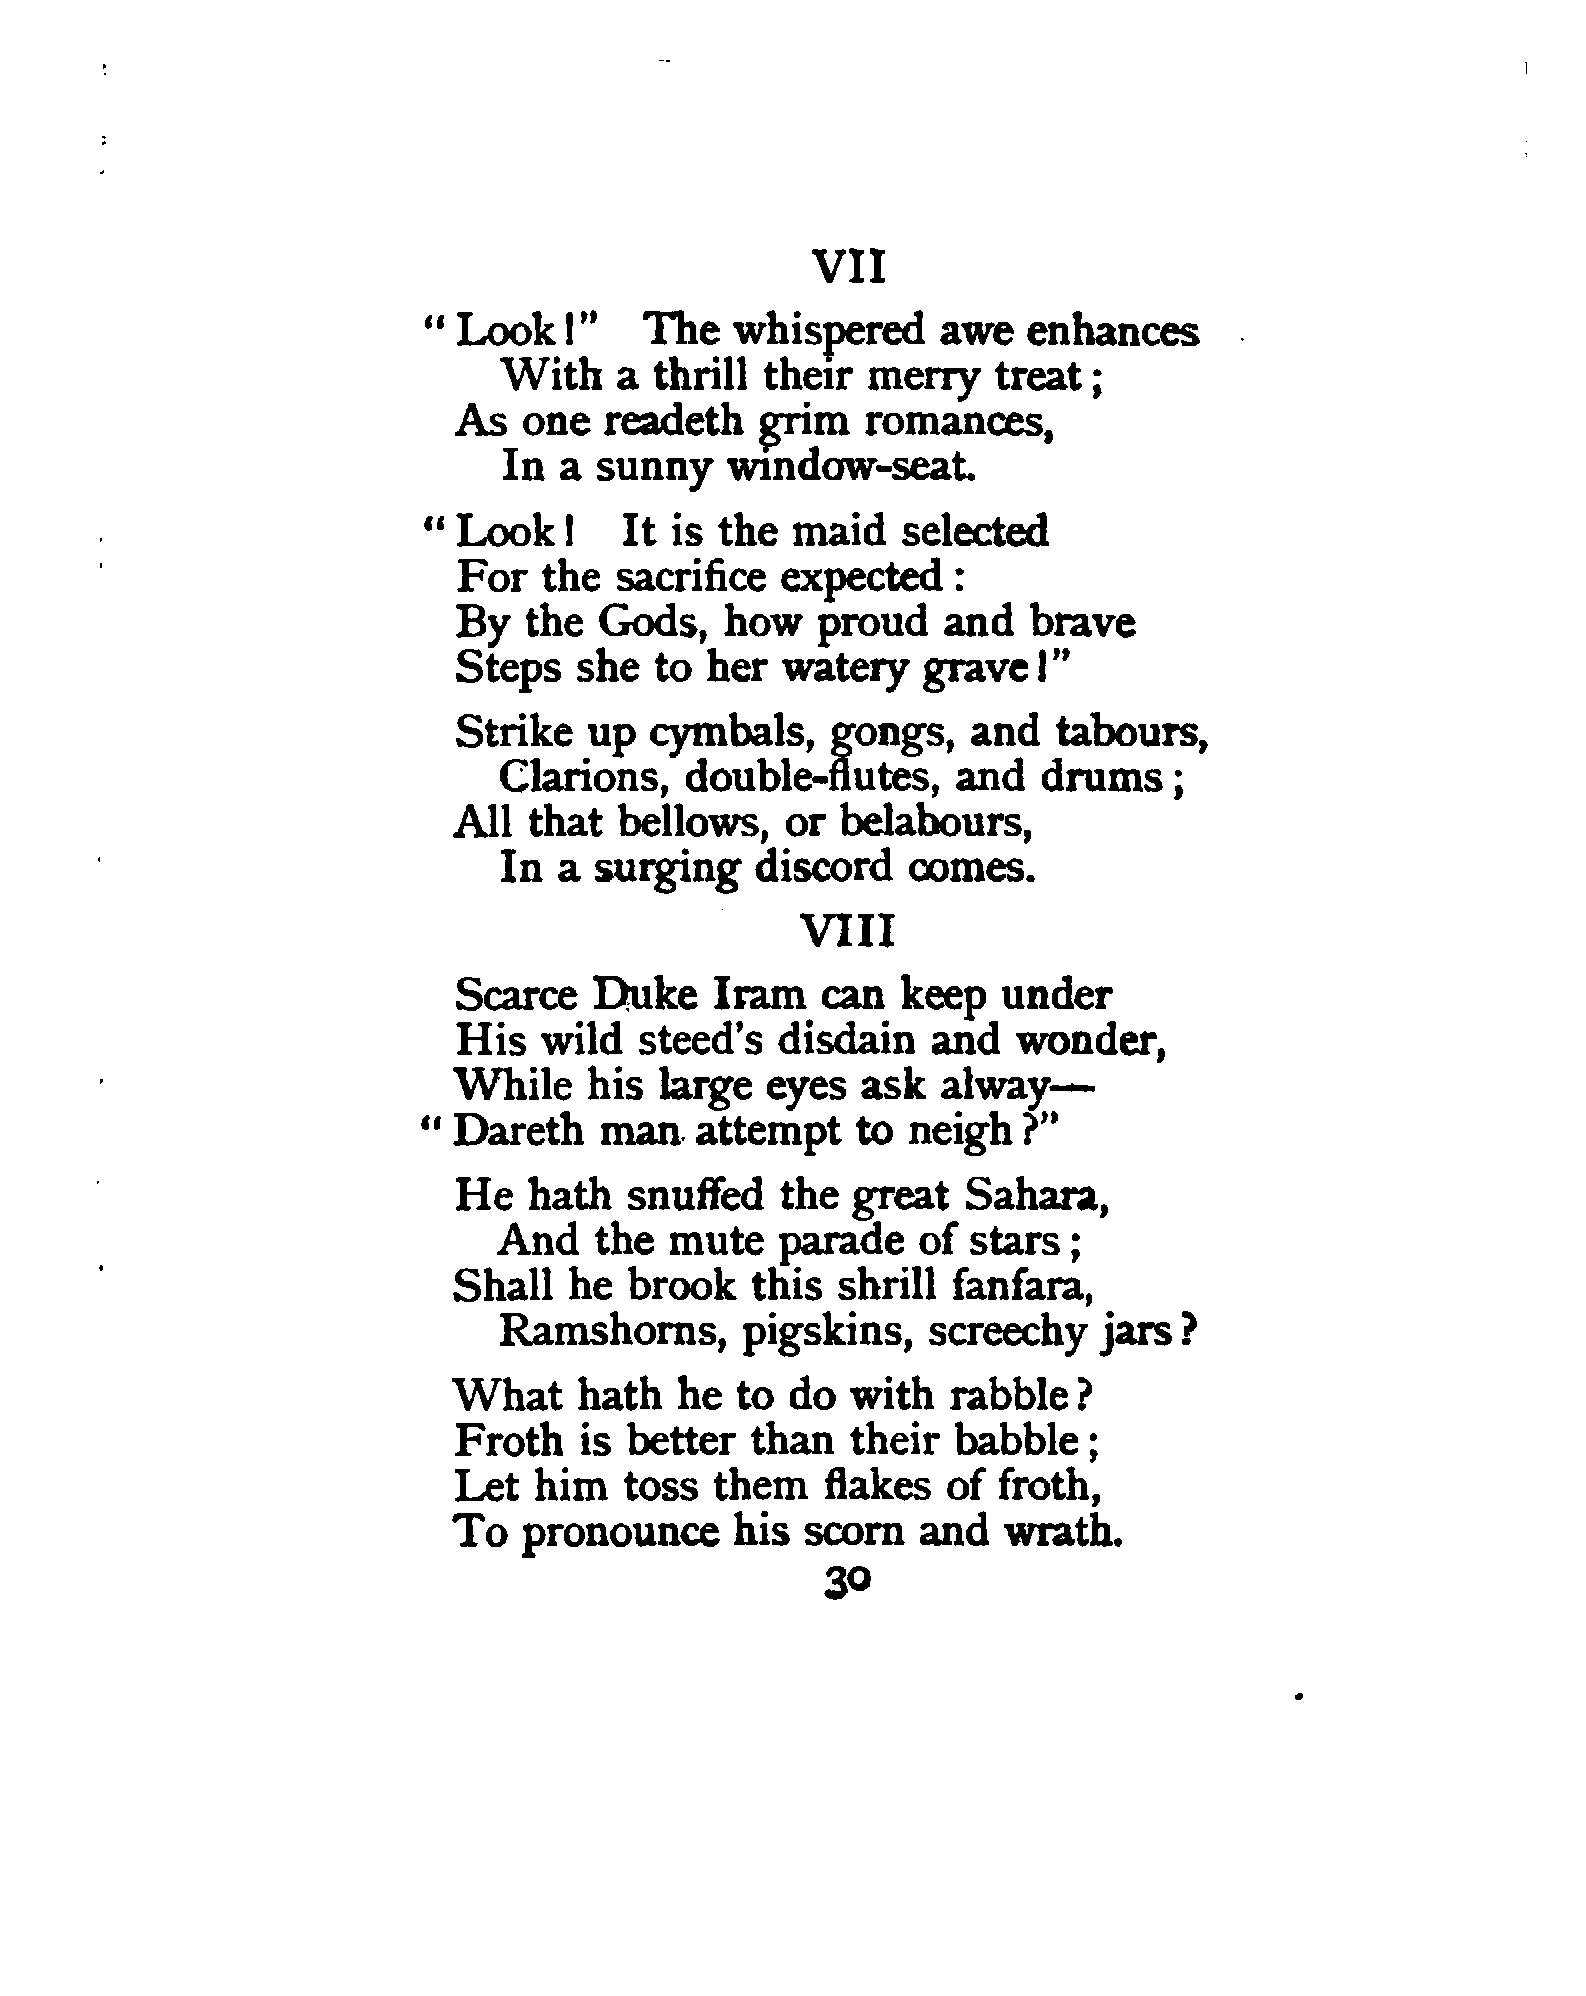 VII
“Look!” The whispered awe enhances
With a thrill their merry treat;
As one readeth grim romances,
In a sunny window-seat.
“Look! It is the maid selected
For the sacrifice expected:
By the Gods, how proud and brave
Steps she to her watery grave!”
Strike up cymbals, gongs, and tabours,
Clarions, double-flutes, and drums;
All that bellows, or belabours,
In a surging discord comes.
VIII
Scarce Duke Iram can keep under
His wild steed’s disdain and wonder,
While his large eyes ask alway—
“Dareth man attempt to neigh?”
He hath snuffed the great Sahara,
And the mute parade of stars;
Shall he brook this shrill fanfara,
Ramshorns, pigskins, screechy jars?
What hath he to do with rabble?
Froth is better than their babble;
Let him toss them flakes of froth,
To pronounce his scorn and wrath.
30